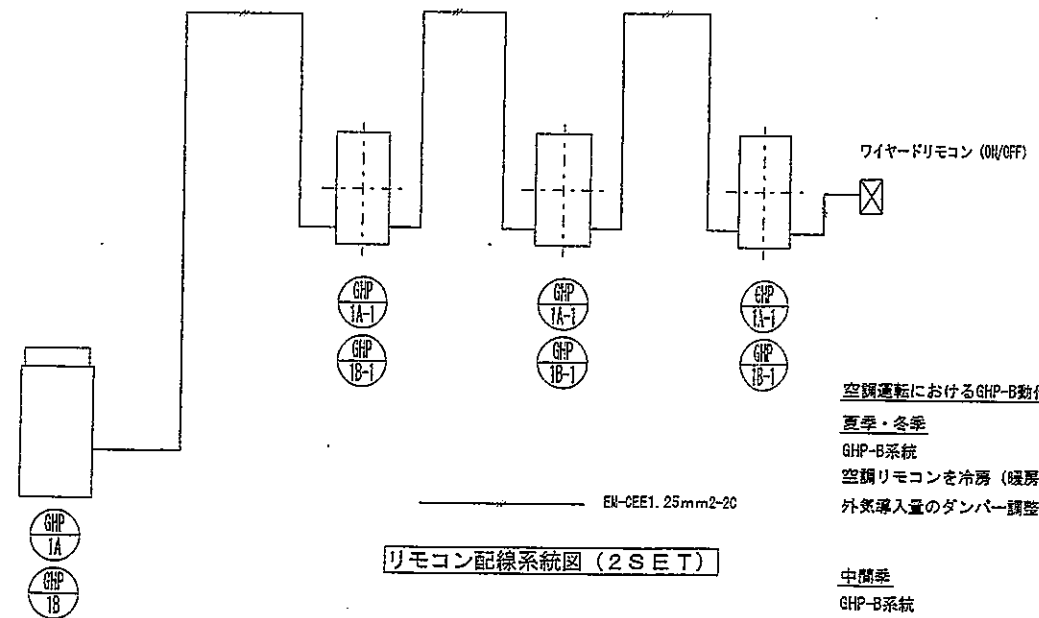 ワイヤードリモコン (ON/OFF)
GHP
1A-1
GHP
1B-1
GHP
1A-1
GHP
1B-1
GHP
1A-1
GHP
1B-1
GHP
1A
GHP
1B
EM-CEE1.25mm2-2C
リモコン配線系統図(2SET)
空調運転におけるGHP-B動作
夏季・冬季
GHP-B系統
空調リモコンを冷房(暖房
外気導入量のダンパー調整
中間季
GHP-B系統